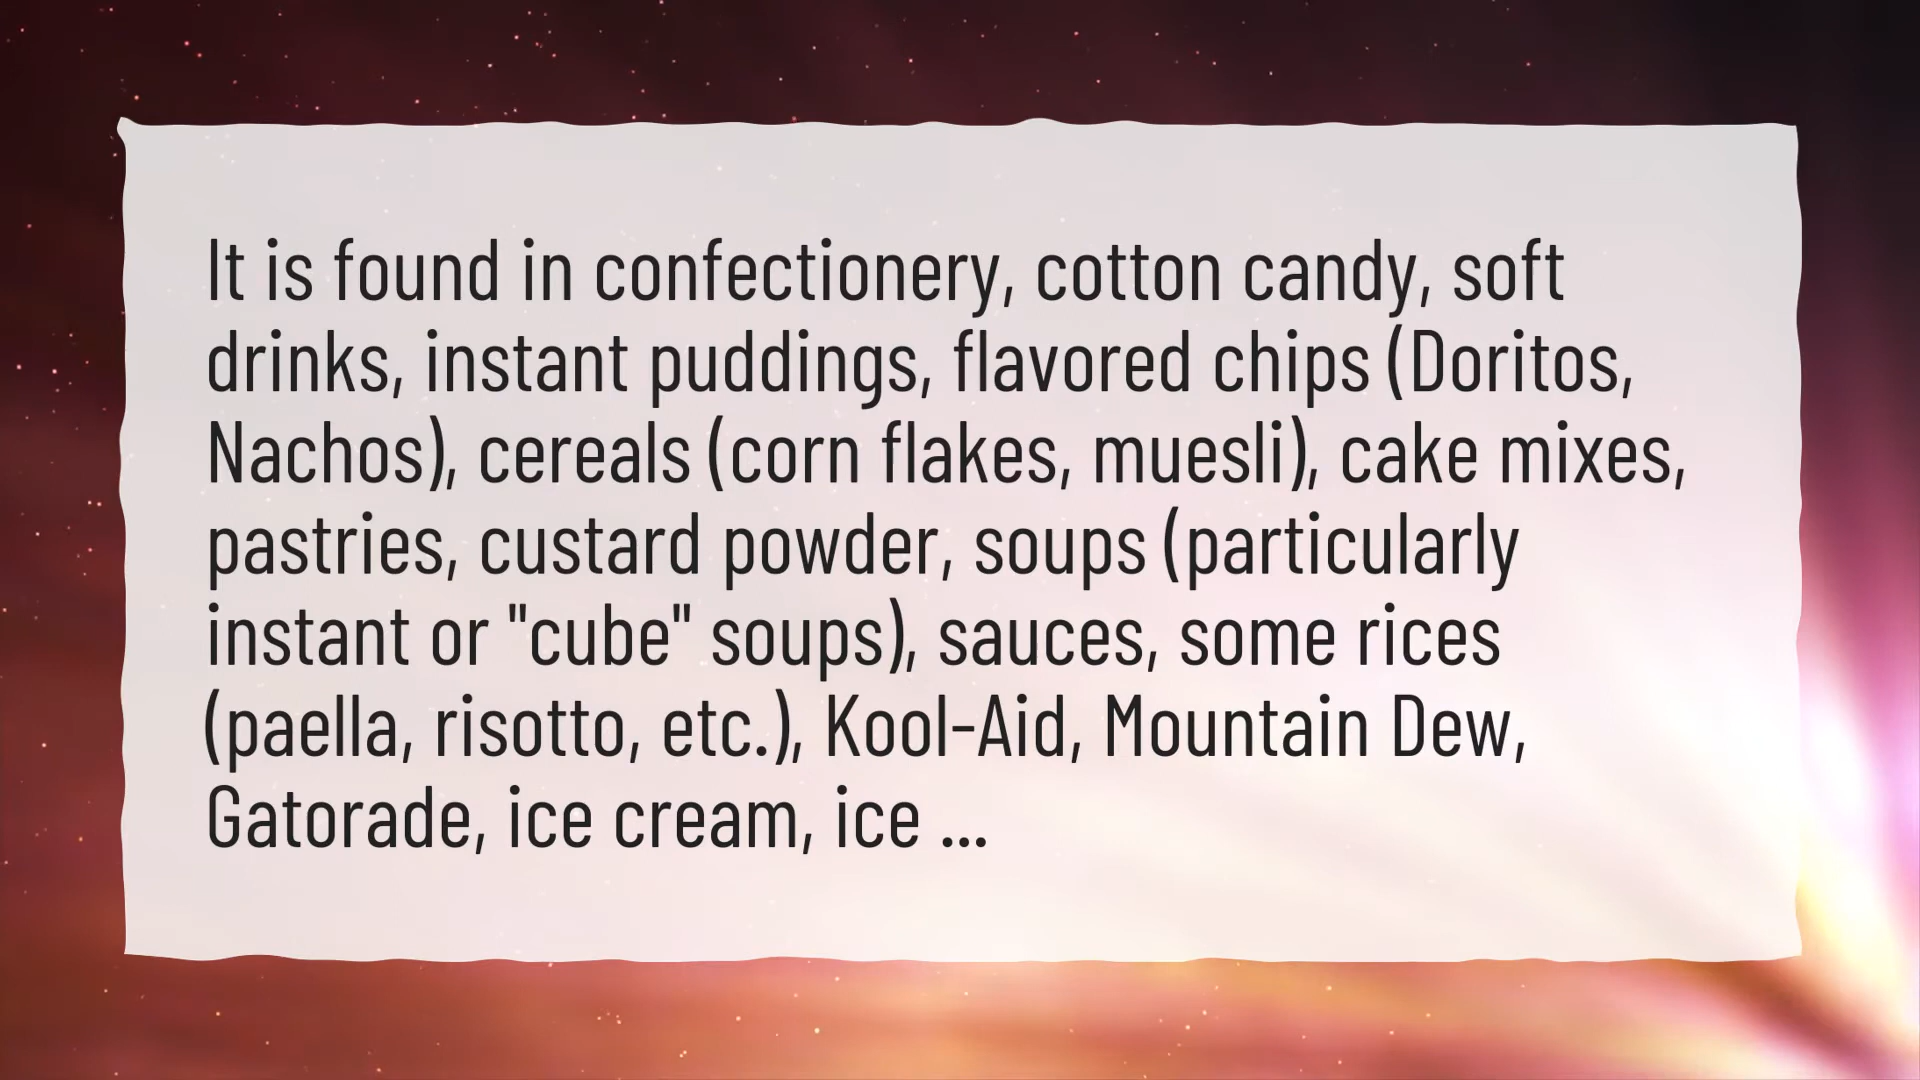 It is found in confectionery, cotton candy, soft
drinks, instant puddings, flavored chips (Doritos,
Nachos), cereals (corn flakes, muesli), cake mixes,
pastries, custard powder, soups (particularly
instant or "cube" soups), sauces, some rices
(paella, risotto, etc.), Kool-Aid, Mountain Dew,
Gatorade, ice cream, ice ...